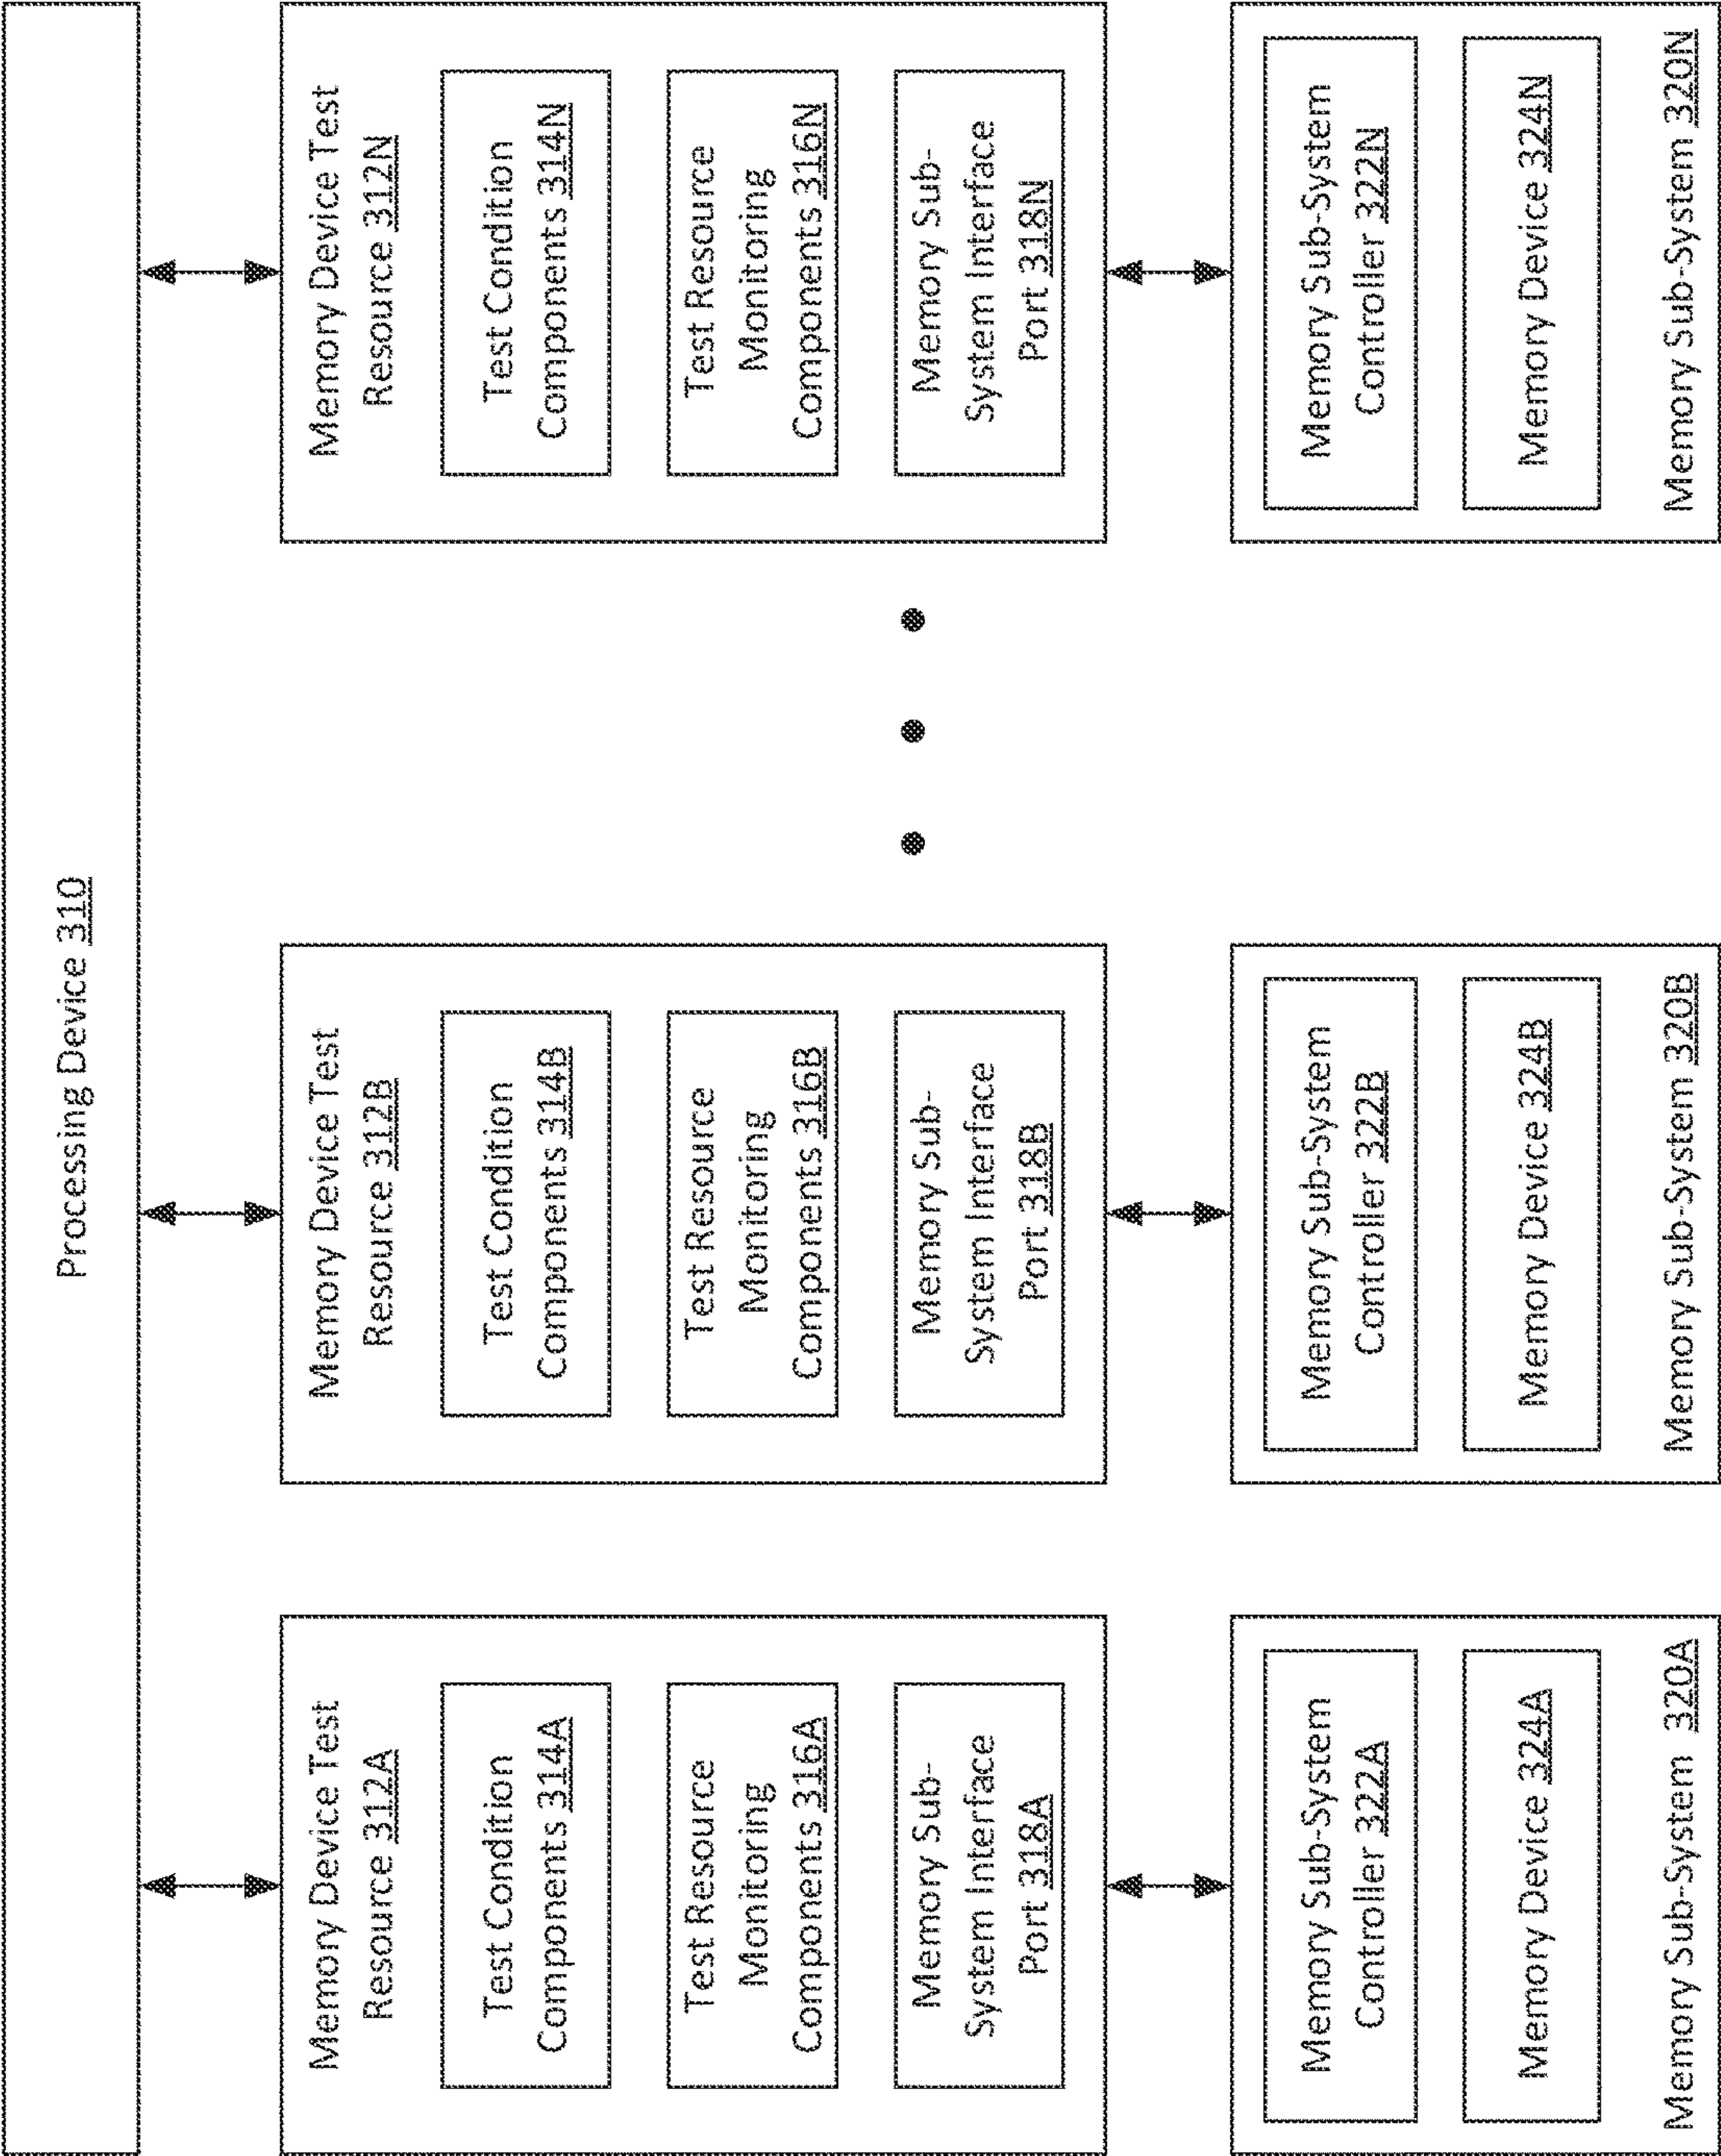 Processing Device 310
Memory Device Test
Resource 312A
Test Condition
Components 314A
Test Resource
Monitoring
Components 316A
Memory Sub-
System Interface
Port 318A
Memory Sub-System
Controller 322A
Memory Device 324A
Memory Sub-System 320A
Memory Device Test
Resource 312B
Test Condition
Components 314B
Test Resource
Monitoring
Components 316B
Memory Sub-
System Interface
Port 318B
Memory Sub-System
Controller 322B
Memory Device 324B
Memory Sub-System 320B
Memory Device Test
Resource 312N
Test Condition
Components 314N
Test Resource
Monitoring
Components 316N
Memory Sub-
System Interface
Port 318N
Memory Sub-System
Controller 322N
Memory Device 324N
Memory Sub-System 320N